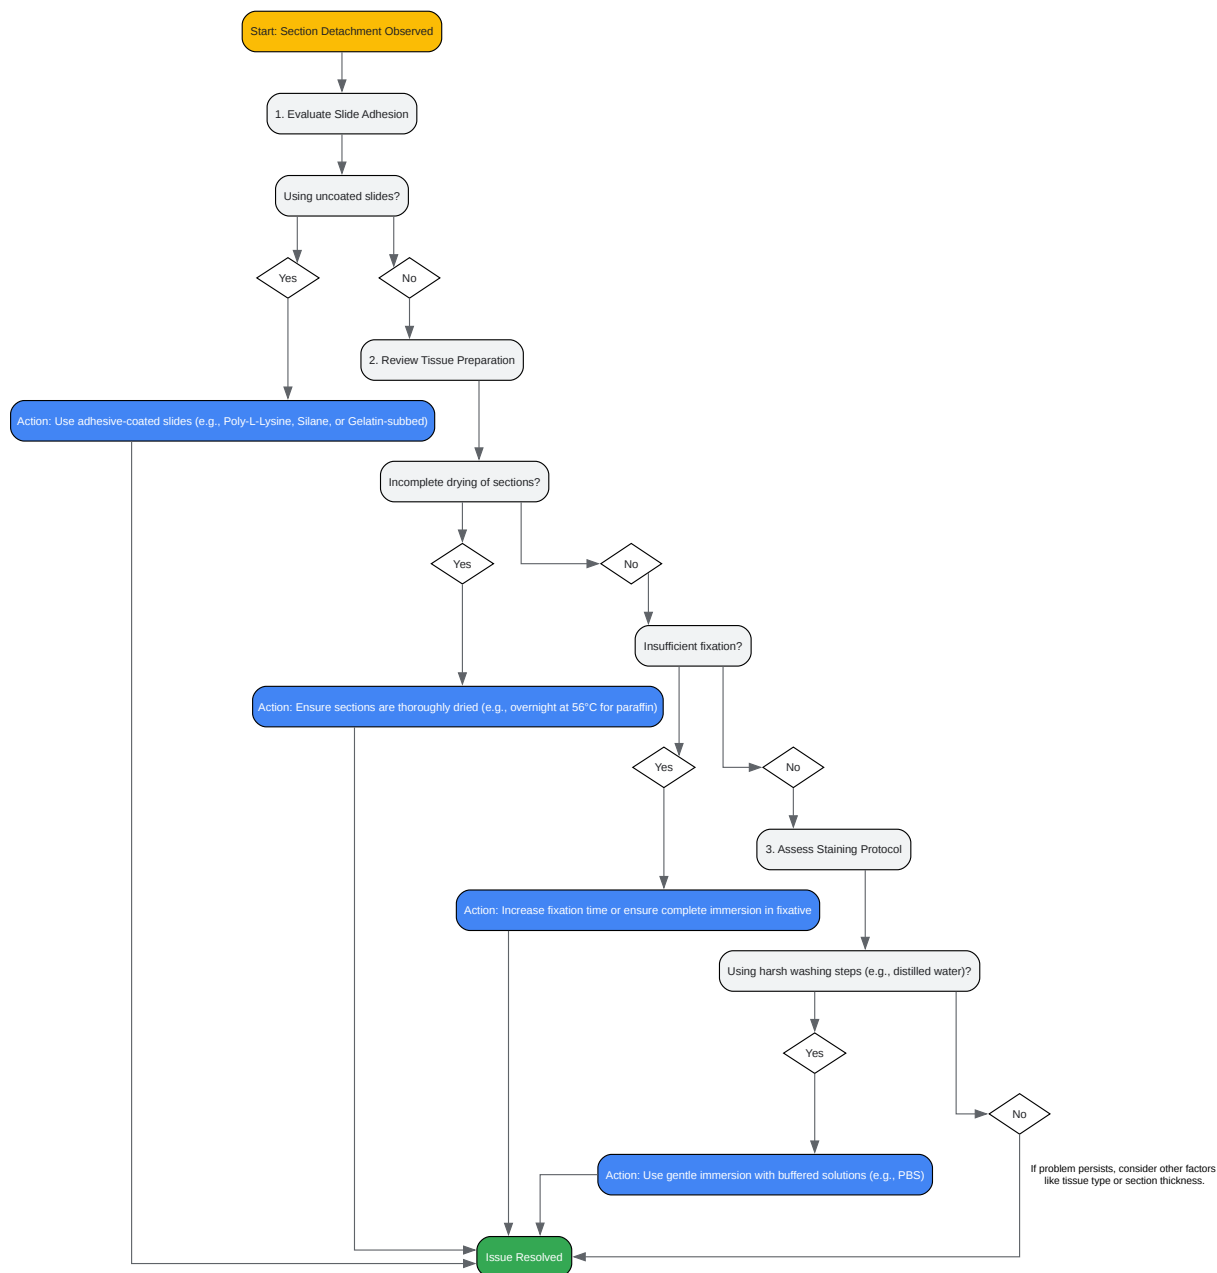 Start: Section Detachment Observed
1. Evaluate Slide Adhesion
Using uncoated slides?
Yes
No
2. Review Tissue Preparation
Action: Use adhesive-coated slides (e.g., Poly-L-Lysine, Silane, or Gelatin-subbed)
Incomplete drying of sections?
Yes
No
Insufficient fixation?
Action: Ensure sections are thoroughly dried (e.g., overnight at 56°C for paraffin)
Yes
No
3. Assess Staining Protocol
Action: Increase fixation time or ensure complete immersion in fixative
Using harsh washing steps (e.g., distilled water)?
Yes
No
Action: Use gentle immersion with buffered solutions (e.g., PBS)
If problem persists, consider other factors
like tissue type or section thickness.
Issue Resolved